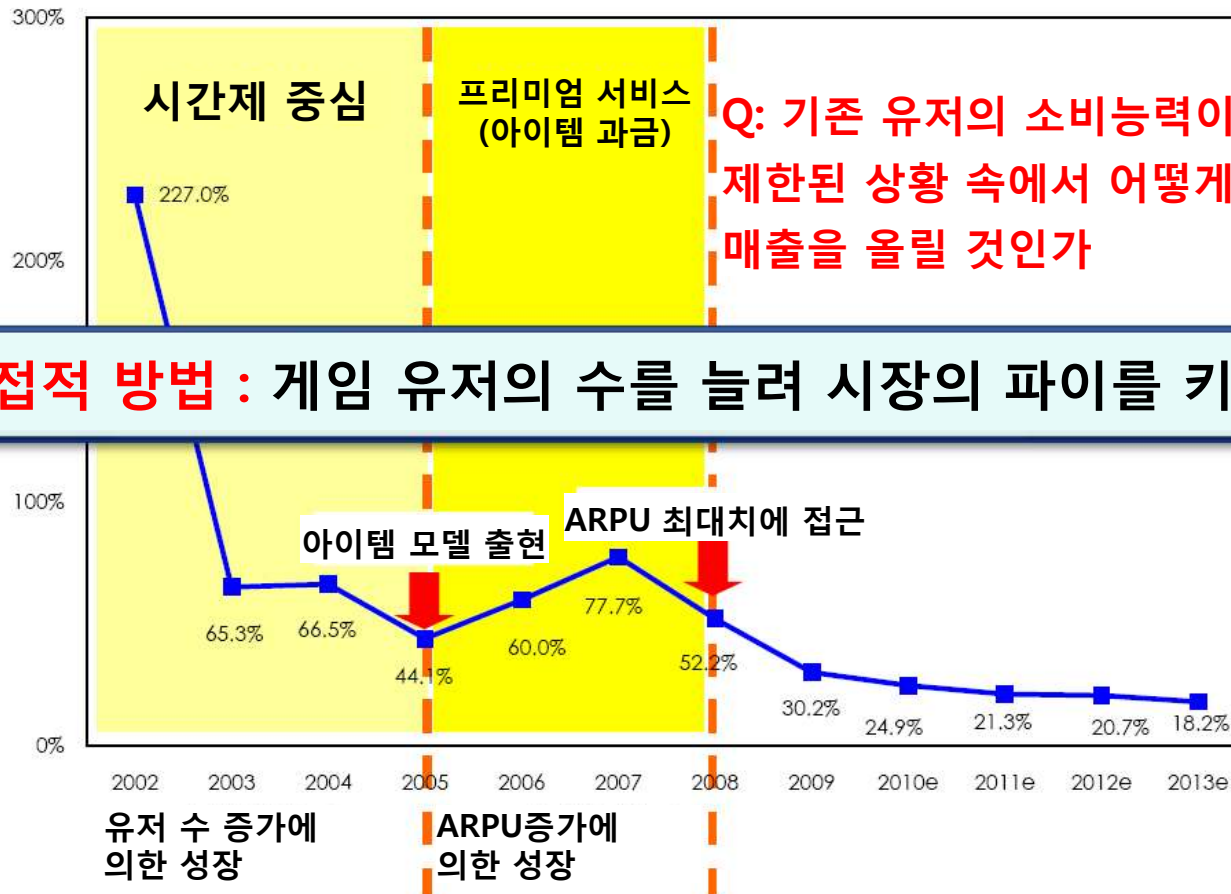 300%
시간제 중심
프리미엄 서비스
(아이템 과금)
Q: 기존 유저의 소비능력이
제한된 상황 속에서 어떻게
매출을 올릴 것인가
227.0%
200%
접적 방법 : 게임 유저의 수를 늘려 시장의 파이를 키
100%
아이템 모델 출현
ARPU 최대치에 접근
65.3%
66.5%
44.1%
60.0%
77.7%
52.2%
30.2%
24.9%
21.3%
20.7%
18.2%
0%
2002 2003 2004 2005 2006 2007 2008 2009 2010e 2011e 2012e 2013e
유저 수 증가에
의한 성장
ARPU증가에
의한 성장